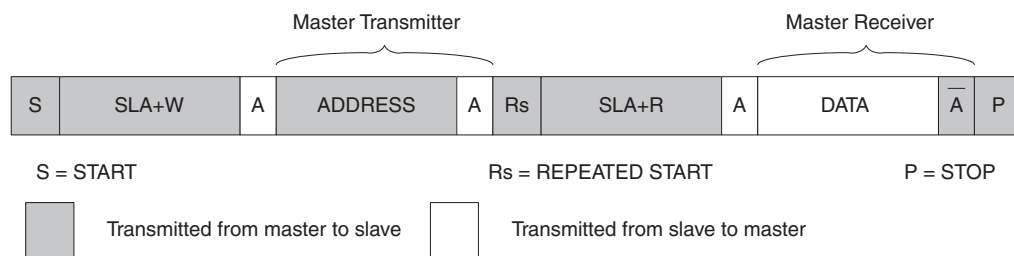 Master Transmitter Master Receiver
S SLA+W A ADDRESS A Rs SLA+R A DATA A̅ P
S = START Rs = REPEATED START P = STOP
Transmitted from master to slave Transmitted from slave to master